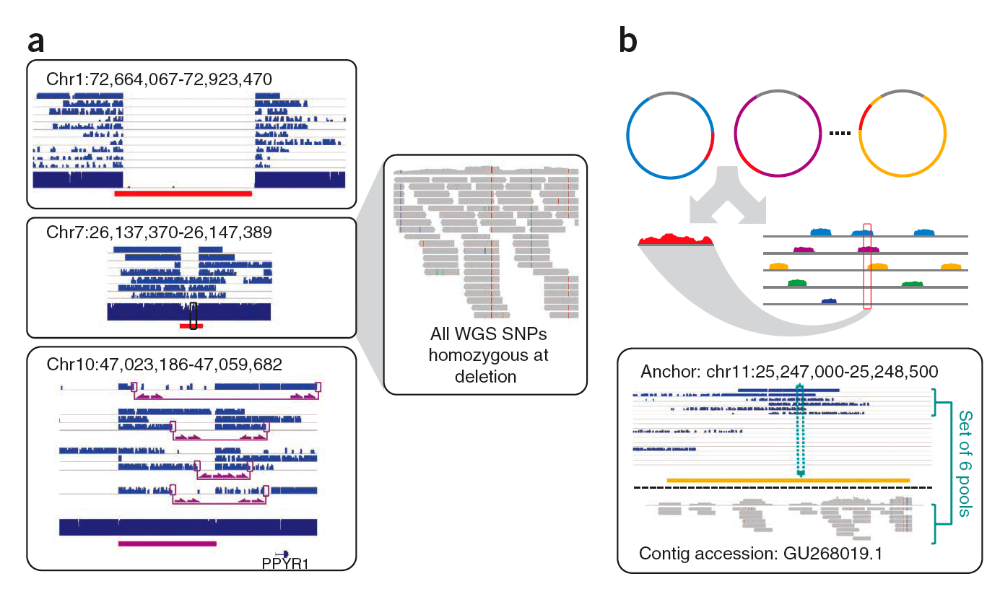 a
Chr1:72,664,067-72,923,470
Chr7:26,137,370-26,147,389
Chr10:47,023,186-47,059,682
PPYR1
All WGS SNPs
homozygous at
deletion
b
Anchor: chr11:25,247,000-25,248,500
Set of 6 pools
Contig accession: GU268019.1